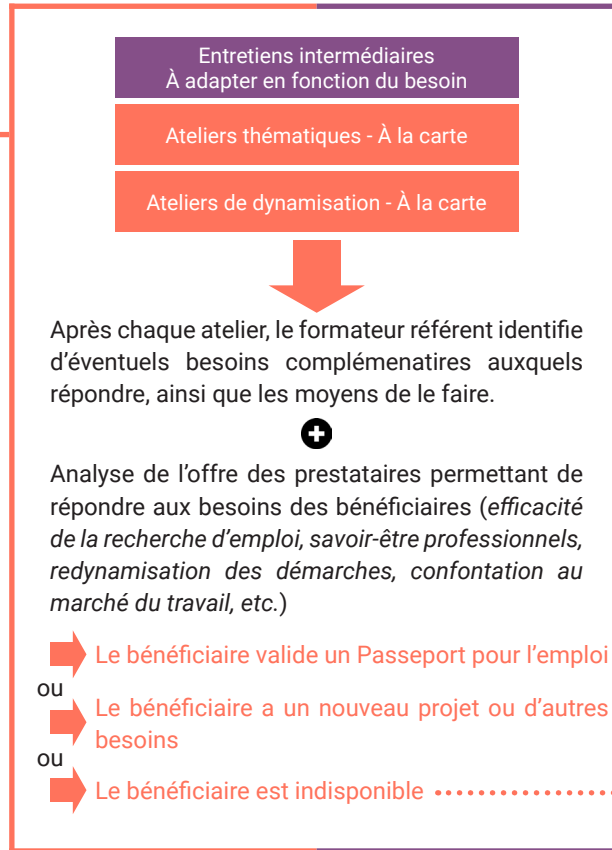 Entretiens intermédiaires
À adapter en fonction du besoin
Ateliers thématiques - À la carte
Ateliers de dynamisation - À la carte
Après chaque atelier, le formateur référent identifie
d’éventuels besoins complémenatires auxquels
répondre, ainsi que les moyens de le faire.
Analyse de l’offre des prestataires permettant de
répondre aux besoins des bénéficiaires (efficacité
de la recherche d’emploi, savoir-être professionnels,
redynamisation des démarches, confontation au
marché du travail, etc.)
Le bénéficiaire valide un Passeport pour l’emploi
ou
Le bénéficiaire a un nouveau projet ou d’autres
besoins
ou
Le bénéficiaire est indisponible